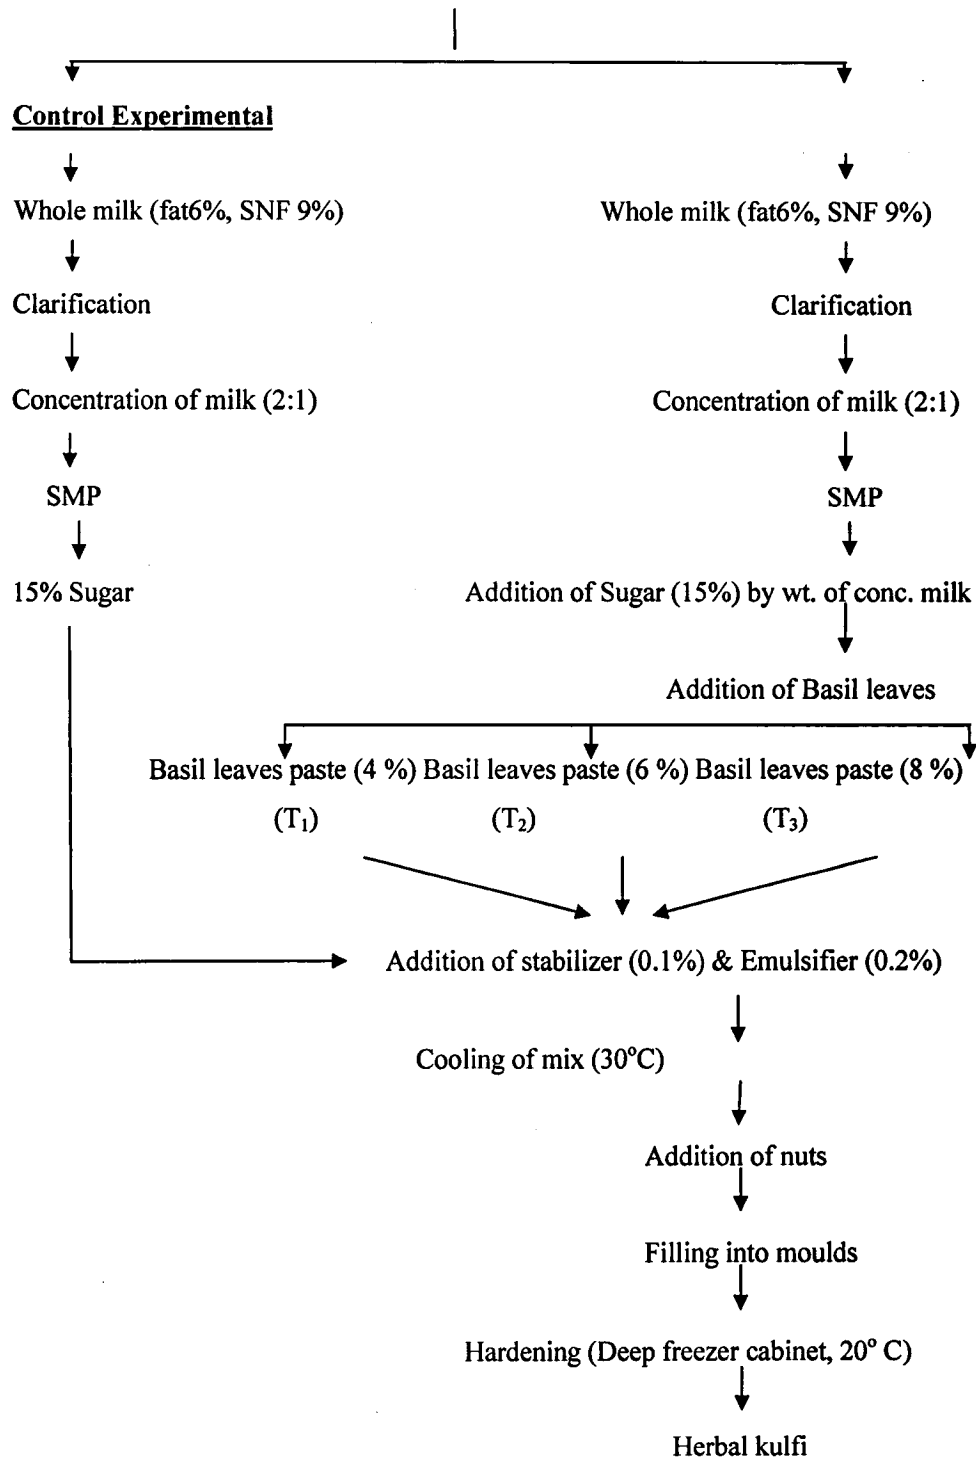 Control Experimental
Whole milk (fat6%, SNF 9%) Whole milk (fat6%, SNF 9%)
Clarification Clarification
Concentration of milk (2:1) Concentration of milk (2:1)
SMP SMP
15% Sugar Addition of Sugar (15%) by wt. of conc. milk
Addition of Basil leaves
Basil leaves paste (4 %) Basil leaves paste (6 %) Basil leaves paste (8 %)
(T₁) (T₂) (T₃)
Addition of stabilizer (0.1%) & Emulsifier (0.2%)
Cooling of mix (30°C)
Addition of nuts
Filling into moulds
Hardening (Deep freezer cabinet, 20° C)
Herbal kulfi